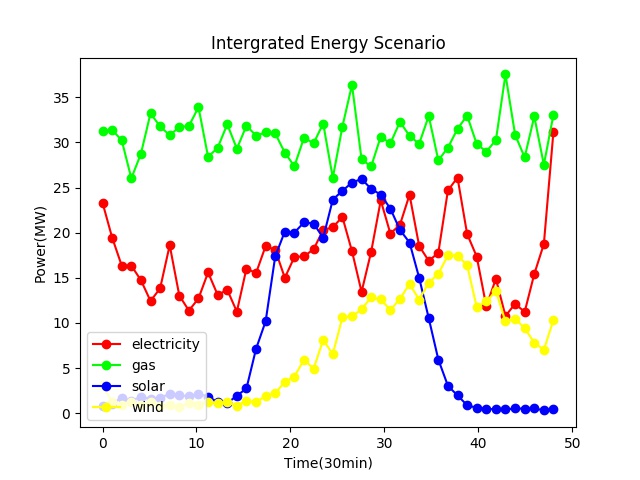 Intergrated Energy Scenario
Power(MW)
35
30
25
20
15
10
5
0
electricity
gas
solar
wind
0 10 20 30 40 50
Time(30min)